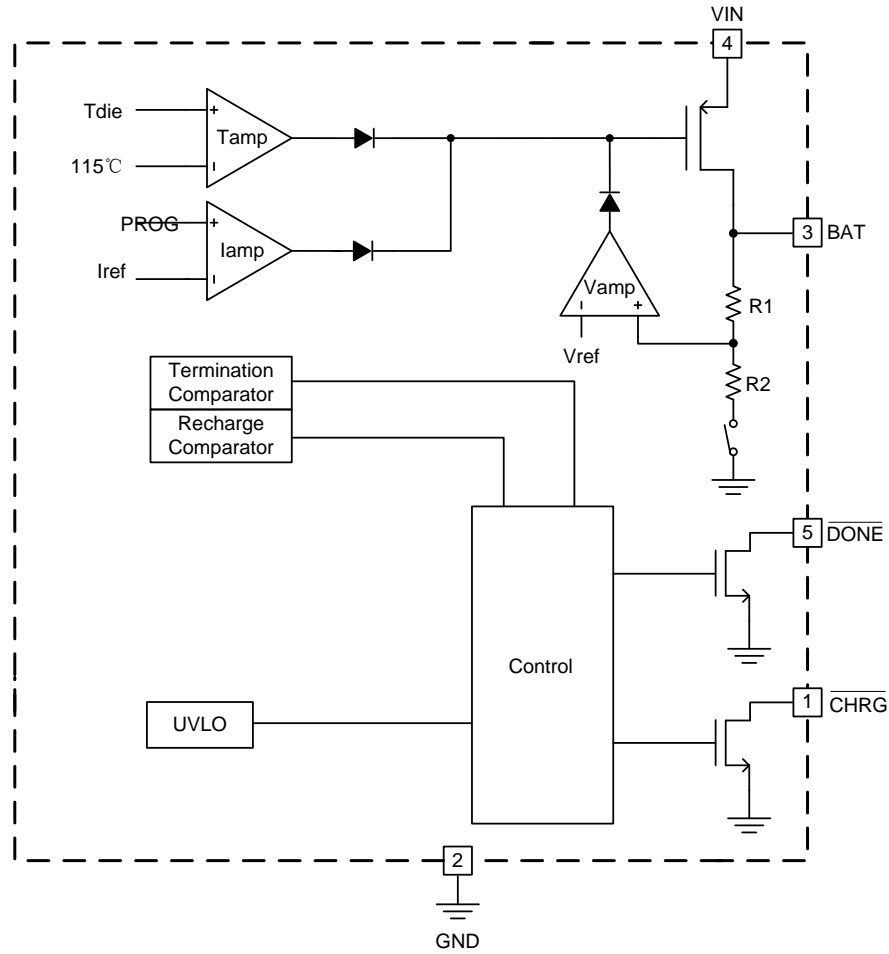 VIN
4
Tdie
+
Tamp
115℃
-
PROG
+
Iamp
Iref
-
3 BAT
Vamp
- +
R1
Vref
R2
Termination
Comparator
Recharge
Comparator
5 DONE
Control
1 CHRG
UVLO
2
GND